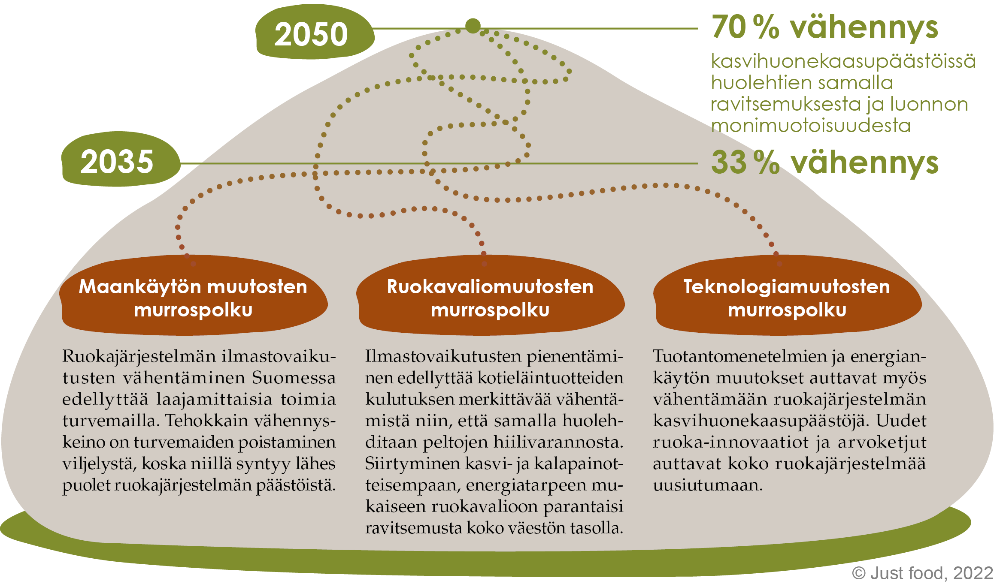 2050
70 % vähennys
kasvihuonekaasupäästöissä
huolehtien samalla
ravitsemuksesta ja luonnon
monimuotoisuudesta
2035
33 % vähennys
Maankäytön muutosten
murrospolku
Ruokajärjestelmän ilmastovaiku-
tusten vähentäminen Suomessa
edellyttää laajamittaisia toimia
turvemailla. Tehokkain vähennys-
keino on turvemaiden poistaminen
viljelystä, koska niillä syntyy lähes
puolet ruokajärjestelmän päästöistä.
Ruokavaliomuutosten
murrospolku
Ilmastovaikutusten pienentämi-
nen edellyttää kotieläintuotteiden
kulutuksen merkittävää vähentä-
mistä niin, että samalla huoleh-
ditaan peltojen hiilivarannosta.
Siirtyminen kasvi- ja kalapainot-
teisempaan, energiatarpeen mu-
kaiseen ruokavalioon parantaisi
ravitsemusta koko väestön tasolla.
Teknologiamuutosten
murrospolku
Tuotantomenetelmien ja energian-
käytön muutokset auttavat myös
vähentämään ruokajärjestelmän
kasvihuonekaasupäästöjä. Uudet
ruoka-innovaatiot ja arvoketjut
auttavat koko ruokajärjestelmää
uusiutumaan.
© Just food, 2022